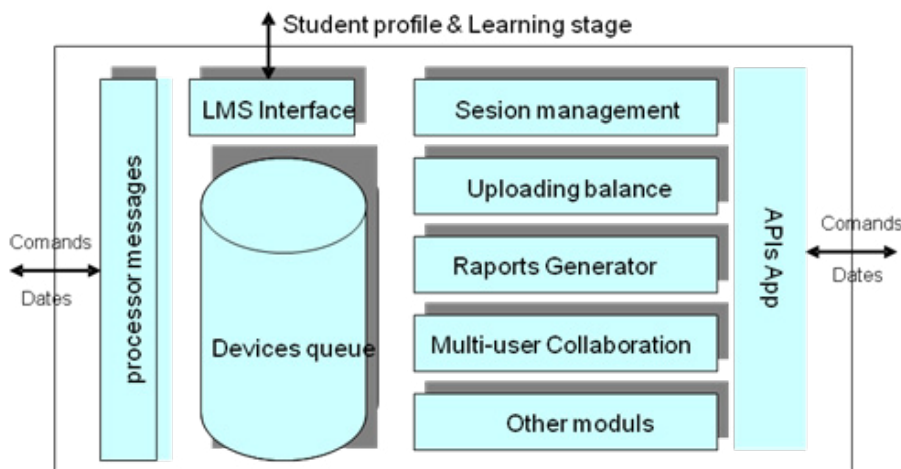 Student profile & Learning stage
LMS Interface
Sesion management
Uploading balance
Raports Generator
Multi-user Collaboration
Other moduls
Devices queue
processor messages
APIs App
Comands
Dates
Comands
Dates